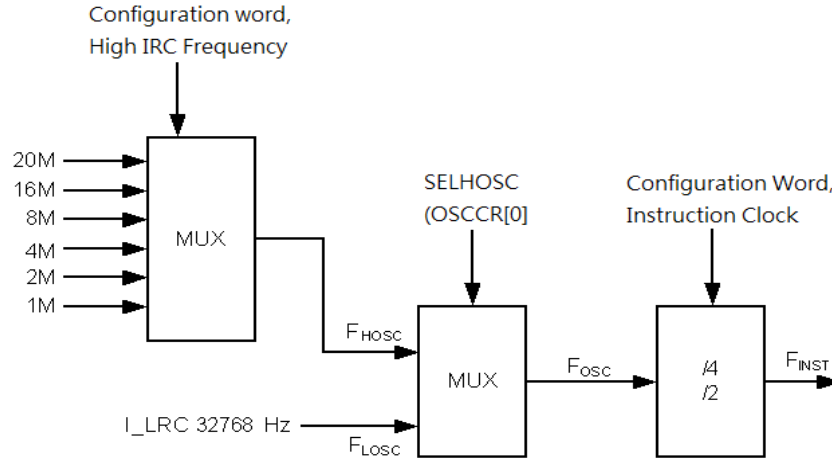 Configuration word,
High IRC Frequency
20M
16M
8M
4M
2M
1M
MUX
SELHOSC
(OSCCR[0]
Configuration Word,
Instruction Clock
FHOSC
I_LRC 32768 Hz
FLOSC
MUX
FOSC
/4
/2
FINST